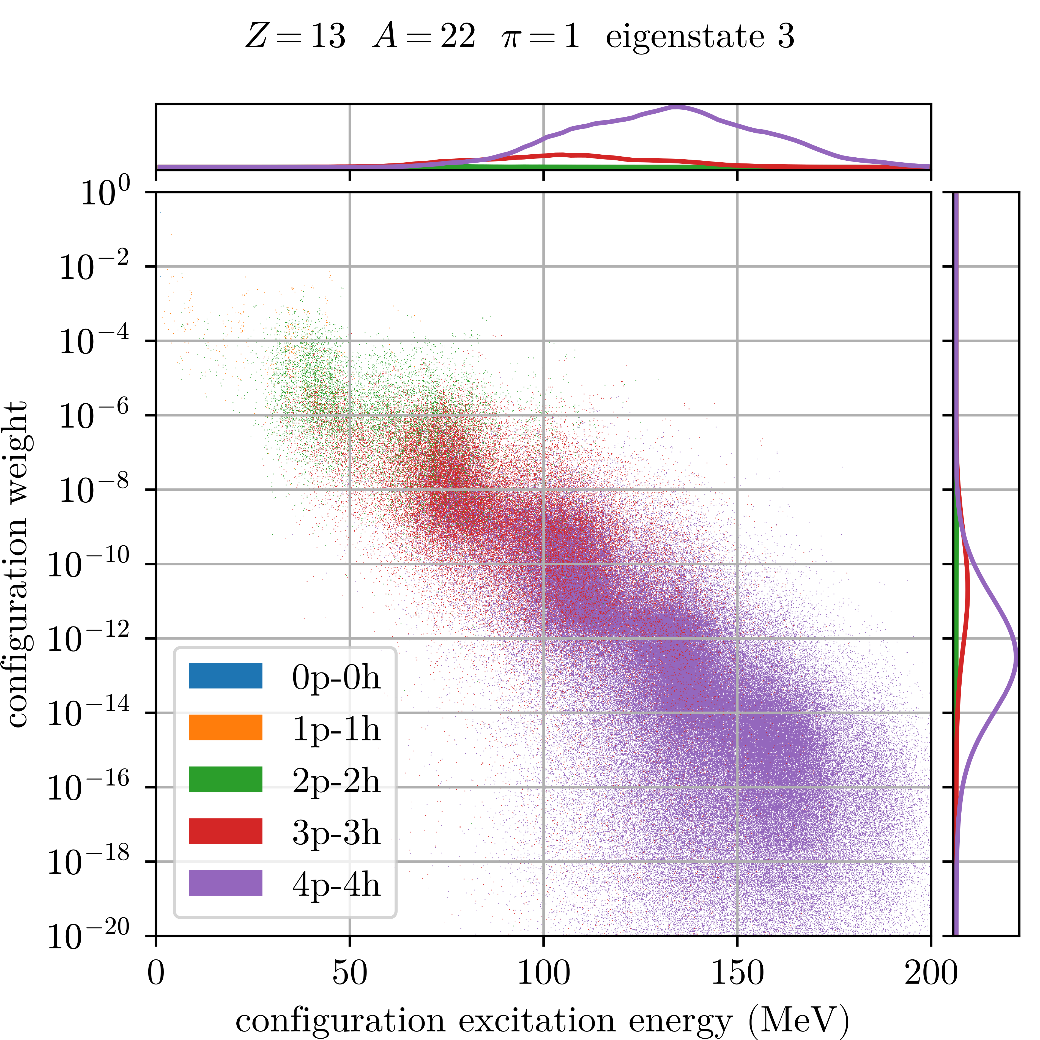 Z = 13 A = 22 π = 1 eigenstate 3
10⁰
10⁻²
10⁻⁴
10⁻⁶
10⁻⁸
10⁻¹⁰
10⁻¹²
10⁻¹⁴
10⁻¹⁶
10⁻¹⁸
10⁻²⁰
configuration weight
0p-0h
1p-1h
2p-2h
3p-3h
4p-4h
0 50 100 150 200
configuration excitation energy (MeV)